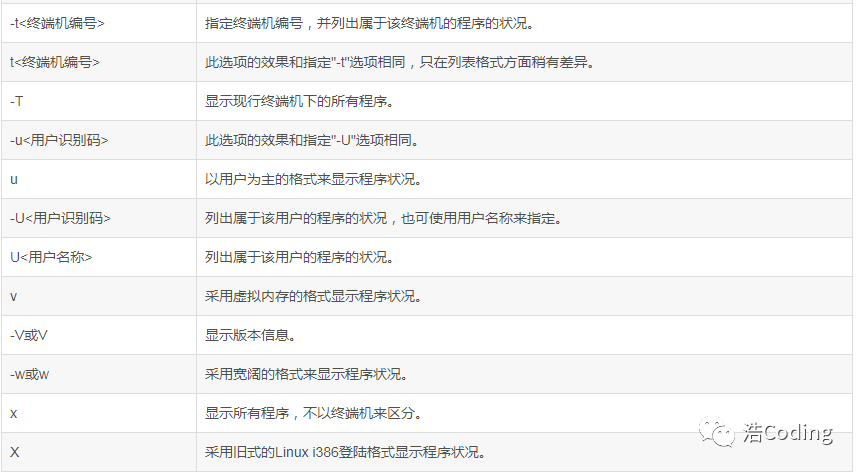 -t<终端机编号> 指定终端机编号，并列出属于该终端机的程序的状况。
t<终端机编号> 此选项的效果和指定"-t"选项相同，只在列表格式方面稍有差异。
-T 显示现行终端机下的所有程序。
-u<用户识别码> 此选项的效果和指定"-U"选项相同。
u 以用户为主的格式来显示程序状况。
-U<用户识别码> 列出属于该用户的程序的状况，也可使用用户名称来指定。
U<用户名称> 列出属于该用户的程序的状况。
v 采用虚拟内存的格式显示程序状况。
-V或V 显示版本信息。
-w或w 采用宽阔的格式来显示程序状况。
x 显示所有程序，不以终端机来区分。
X 采用旧式的Linux i386登陆格式显示程序状况。
浩Coding